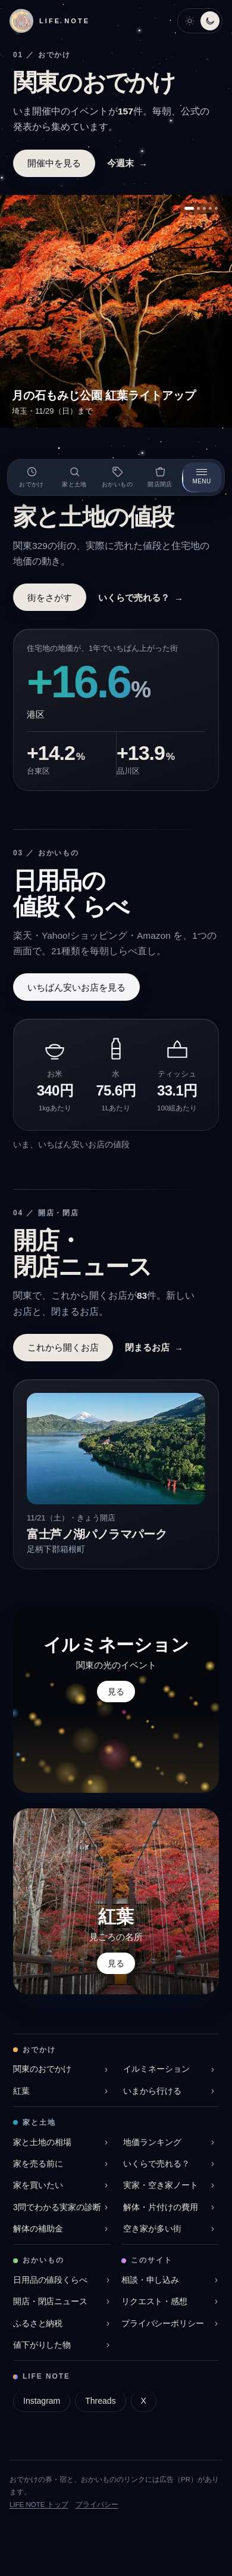 LIFE.NOTE
01 ／ おでかけ
関東のおでかけ
いま開催中のイベントが157件。毎朝、公式の
発表から集めています。
開催中を見る
今週末 →
月の石もみじ公園 紅葉ライトアップ
埼玉・11/29（日）まで
おでかけ
家と土地
おかいもの
開店閉店
MENU
家と土地の値段
関東329の街の、実際に売れた値段と住宅地の
地価の動き。
街をさがす
いくらで売れる？ →
住宅地の地価が、1年でいちばん上がった街
+16.6%
港区
+14.2%
台東区
+13.9%
品川区
03 ／ おかいもの
日用品の
値段くらべ
楽天・Yahoo!ショッピング・Amazon を、1つの
画面で。21種類を毎朝しらべ直し。
いちばん安いお店を見る
お米
340円
1kgあたり
水
75.6円
1Lあたり
ティッシュ
33.1円
100組あたり
いま、いちばん安いお店の値段
04 ／ 開店・閉店
開店・
閉店ニュース
関東で、これから開くお店が83件。新しい
お店と、閉まるお店。
これから開くお店
閉まるお店 →
11/21（土）・きょう開店
富士芦ノ湖パノラマパーク
足柄下郡箱根町
イルミネーション
関東の光のイベント
見る
紅葉
見ごろの名所
見る
おでかけ
関東のおでかけ ›
イルミネーション ›
紅葉 ›
いまから行ける ›
家と土地
家と土地の相場 ›
地価ランキング ›
家を売る前に ›
いくらで売れる？ ›
家を買いたい ›
実家・空き家ノート ›
3問でわかる実家の診断 ›
解体・片付けの費用 ›
解体の補助金 ›
空き家が多い街 ›
おかいもの
日用品の値段くらべ ›
開店・閉店ニュース ›
ふるさと納税 ›
値下がりした物 ›
このサイト
相談・申し込み ›
リクエスト・感想 ›
プライバシーポリシー ›
LIFE NOTE
Instagram
Threads
X
おでかけの券・宿と、おかいもののリンクには広告（PR）があり
ます。
LIFE NOTE トップ
プライバシー